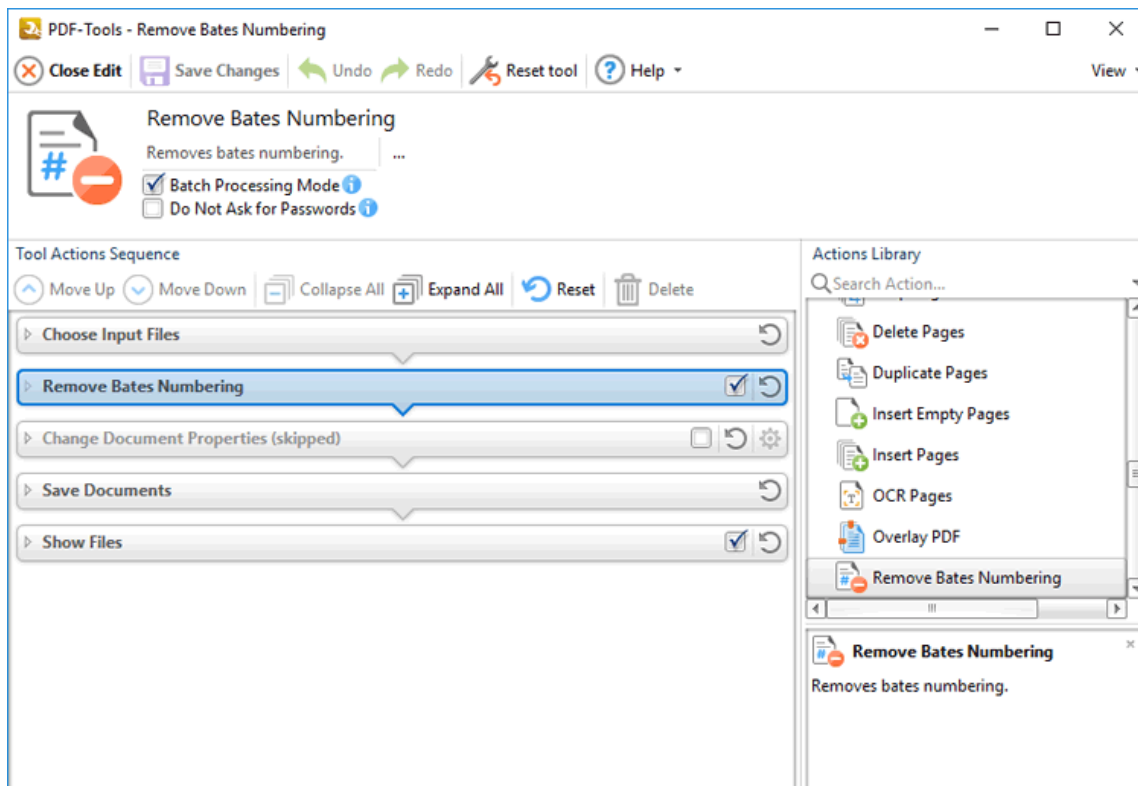 PDF-Tools - Remove Bates Numbering
Close Edit Save Changes Undo Redo Reset tool Help View
Remove Bates Numbering
Removes bates numbering. ...
Batch Processing Mode
Do Not Ask for Passwords
Tool Actions Sequence
Move Up Move Down Collapse All Expand All Reset Delete
Choose Input Files
Remove Bates Numbering
Change Document Properties (skipped)
Save Documents
Show Files
Actions Library
Search Action...
Delete Pages
Duplicate Pages
Insert Empty Pages
Insert Pages
OCR Pages
Overlay PDF
Remove Bates Numbering
Remove Bates Numbering
Removes bates numbering.